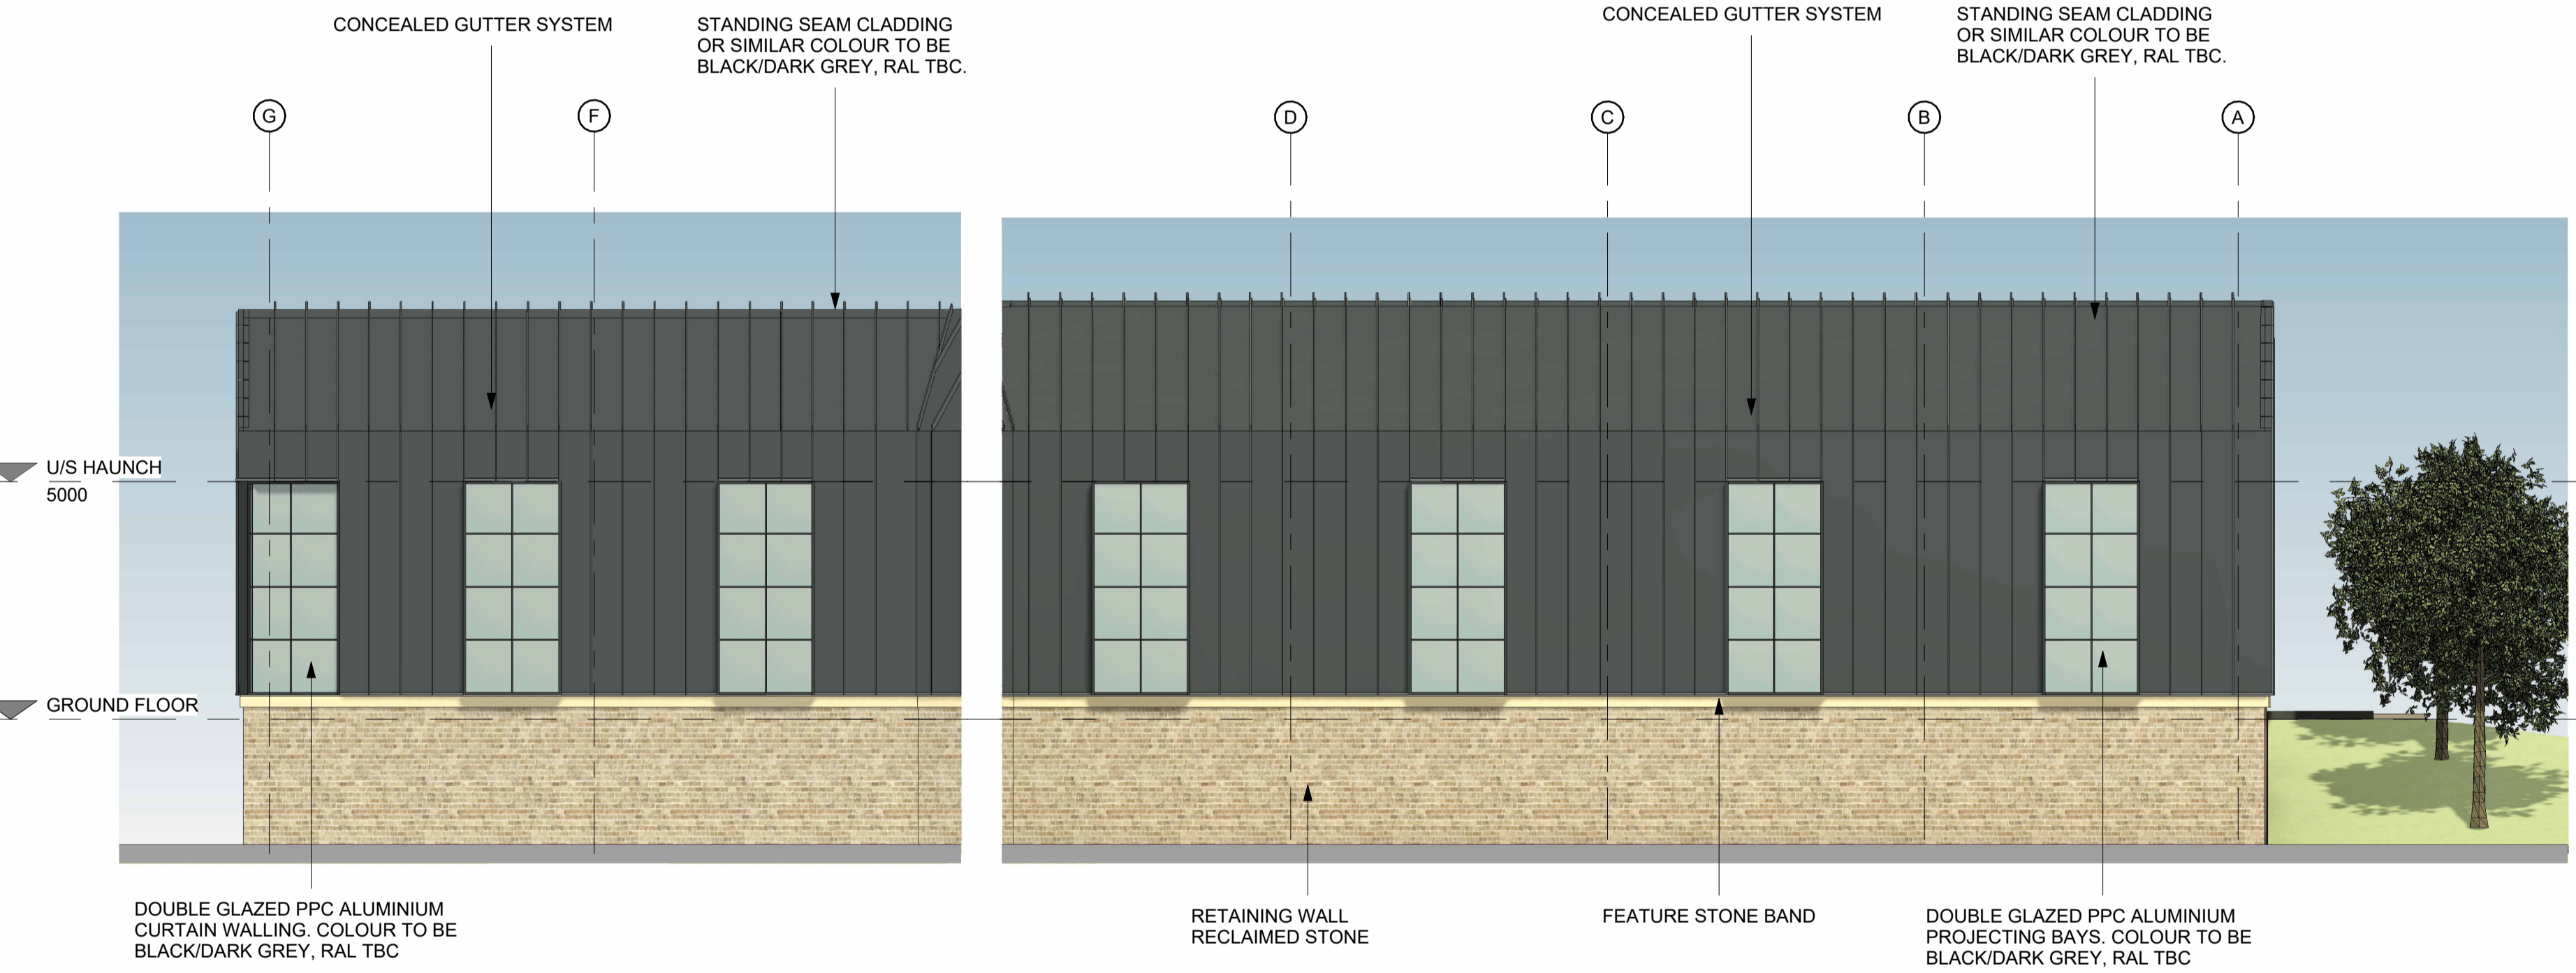 CONCEALED GUTTER SYSTEM
STANDING SEAM CLADDING
OR SIMILAR COLOUR TO BE
BLACK/DARK GREY, RAL TBC.
CONCEALED GUTTER SYSTEM
STANDING SEAM CLADDING
OR SIMILAR COLOUR TO BE
BLACK/DARK GREY, RAL TBC.
G
F
D
C
B
A
U/S HAUNCH
5000
GROUND FLOOR
DOUBLE GLAZED PPC ALUMINIUM
CURTAIN WALLING. COLOUR TO BE
BLACK/DARK GREY, RAL TBC
RETAINING WALL
RECLAIMED STONE
FEATURE STONE BAND
DOUBLE GLAZED PPC ALUMINIUM
PROJECTING BAYS. COLOUR TO BE
BLACK/DARK GREY, RAL TBC